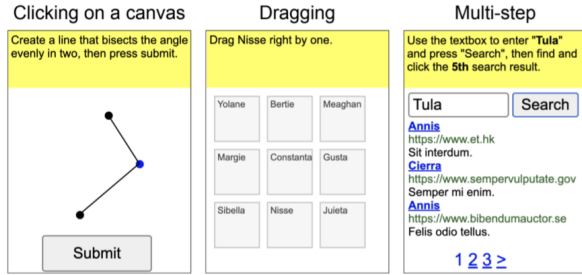 Clicking on a canvas
Create a line that bisects the angle
evenly in two, then press submit.
Submit
Dragging
Drag Nisse right by one.
Yolane Bertie Meaghan
Margie Constanta Gusta
Sibella Nisse Juieta
Multi-step
Use the textbox to enter "Tula"
and press "Search", then find and
click the 5th search result.
Tula Search
Annis
https://www.et.hk
Sit interdum.
Cierra
https://www.sempervulputate.gov
Semper mi enim.
Annis
https://www.bibendumauctor.se
Felis odio tellus.
1 2 3 >